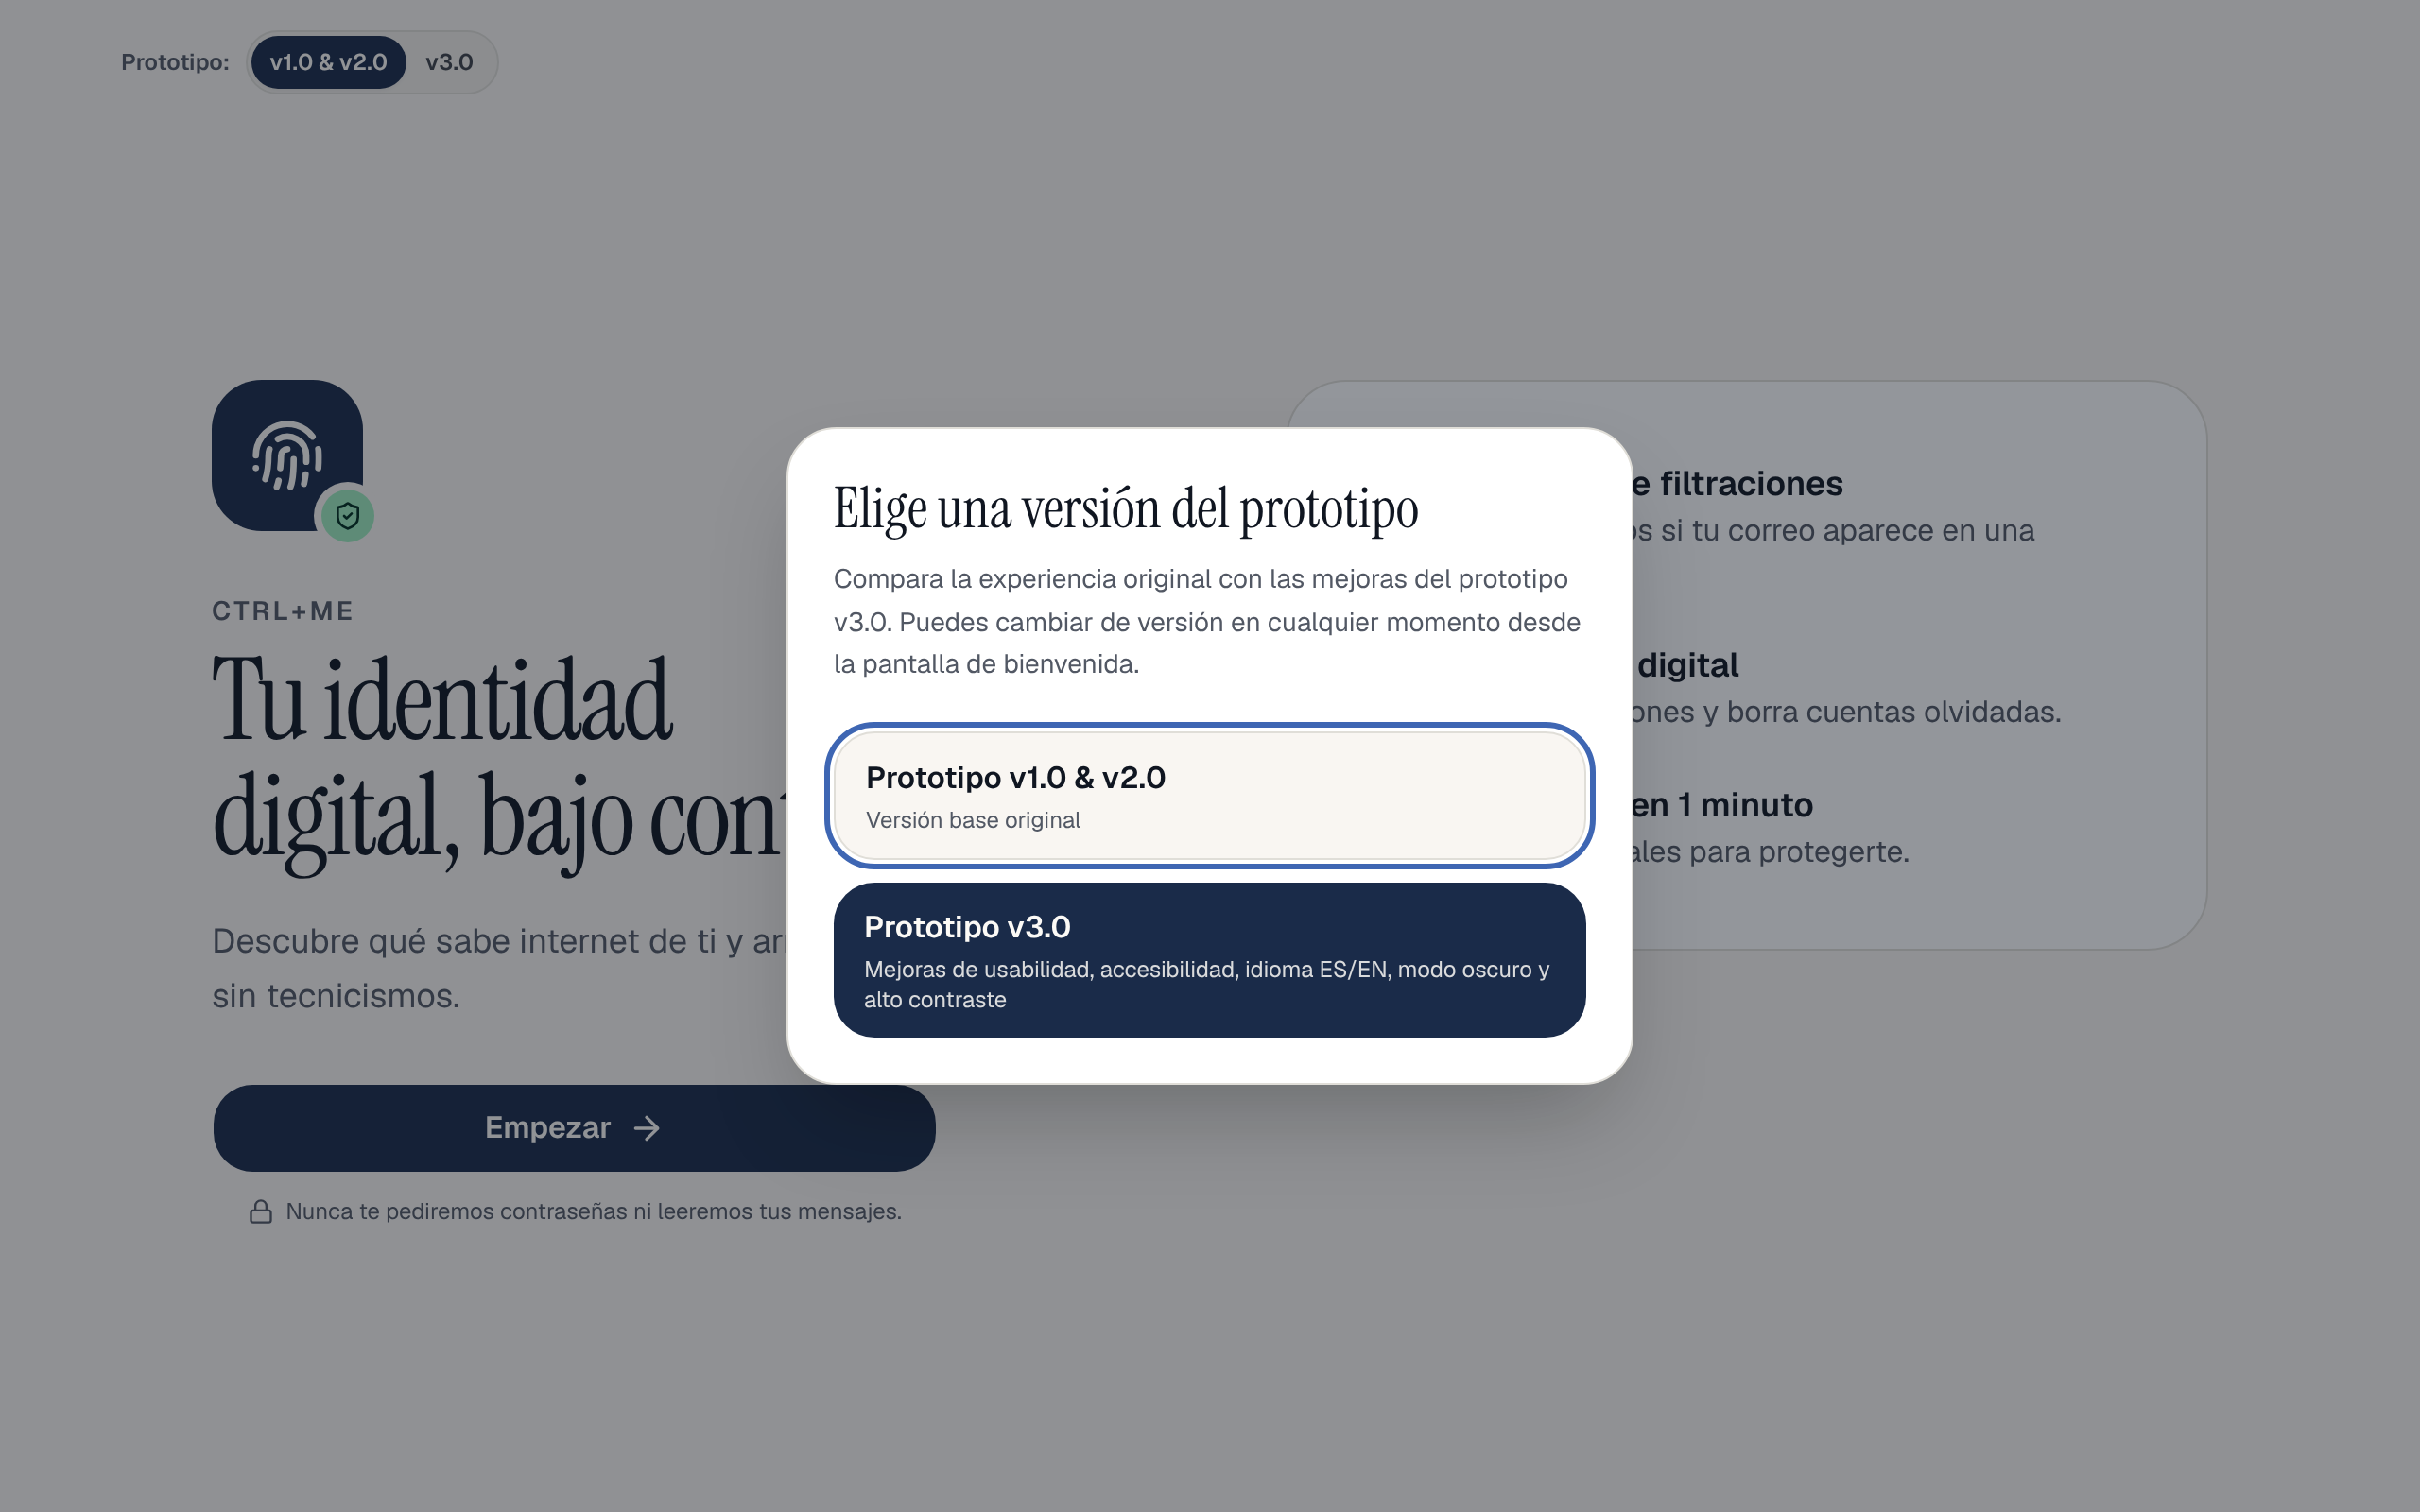 Prototipo: v1.0 & v2.0 v3.0
CTRL+ME
Tu identidad
digital, bajo
Descubre qué sabe internet de ti y
sin tecnicismos.
Empezar
Nunca te pediremos contraseñas ni leeremos tus mensajes.
Elige una versión del prototipo
Compara la experiencia original con las mejoras del prototipo
v3.0. Puedes cambiar de versión en cualquier momento desde
la pantalla de bienvenida.
Prototipo v1.0 & v2.0
Versión base original
Prototipo v3.0
Mejoras de usabilidad, accesibilidad, idioma ES/EN, modo oscuro y
alto contraste
filtraciones
si tu correo aparece en una
digital
y borra cuentas olvidadas.
en 1 minuto
para protegerte.